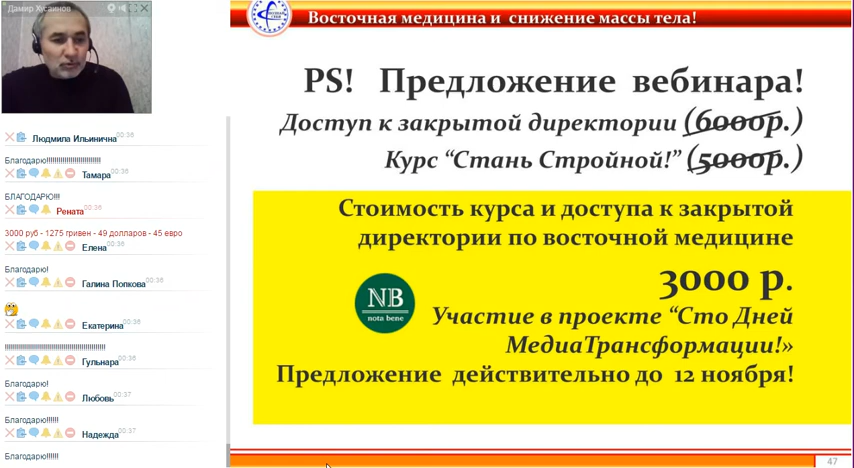 Дамир Хусаинов
Людмила Ильинична 00:36
Благодарю!!!!!!!!!!!!!!!!!!!!!!!!!!
Тамара 00:36
БЛАГОДАРЮ!!!
Рената 00:36
3000 руб - 1275 гривен - 49 долларов - 45 евро
Елена 00:36
Благодарю!
Галина Попкова 00:36
Екатерина 00:36
!!!!!!!!!!!!!!!!!!!!!!!!!!!!!!!!!!!!!!!!!!!!!!
Гульнара 00:36
Благодарю!
Любовь 00:37
Благодарю!!!!!!
Надежда 00:37
Благодарю!!!!!!
Восточная медицина и снижение массы тела!
PS! Предложение вебинара!
Доступ к закрытой директории (6000р.)
Курс “Стань Стройной!” (5000р.)
Стоимость курса и доступа к закрытой
директории по восточной медицине
3000 р.
NB
nota bene
Участие в проекте “Сто Дней
МедиаТрансформации!»
Предложение действительно до 12 ноября!
47